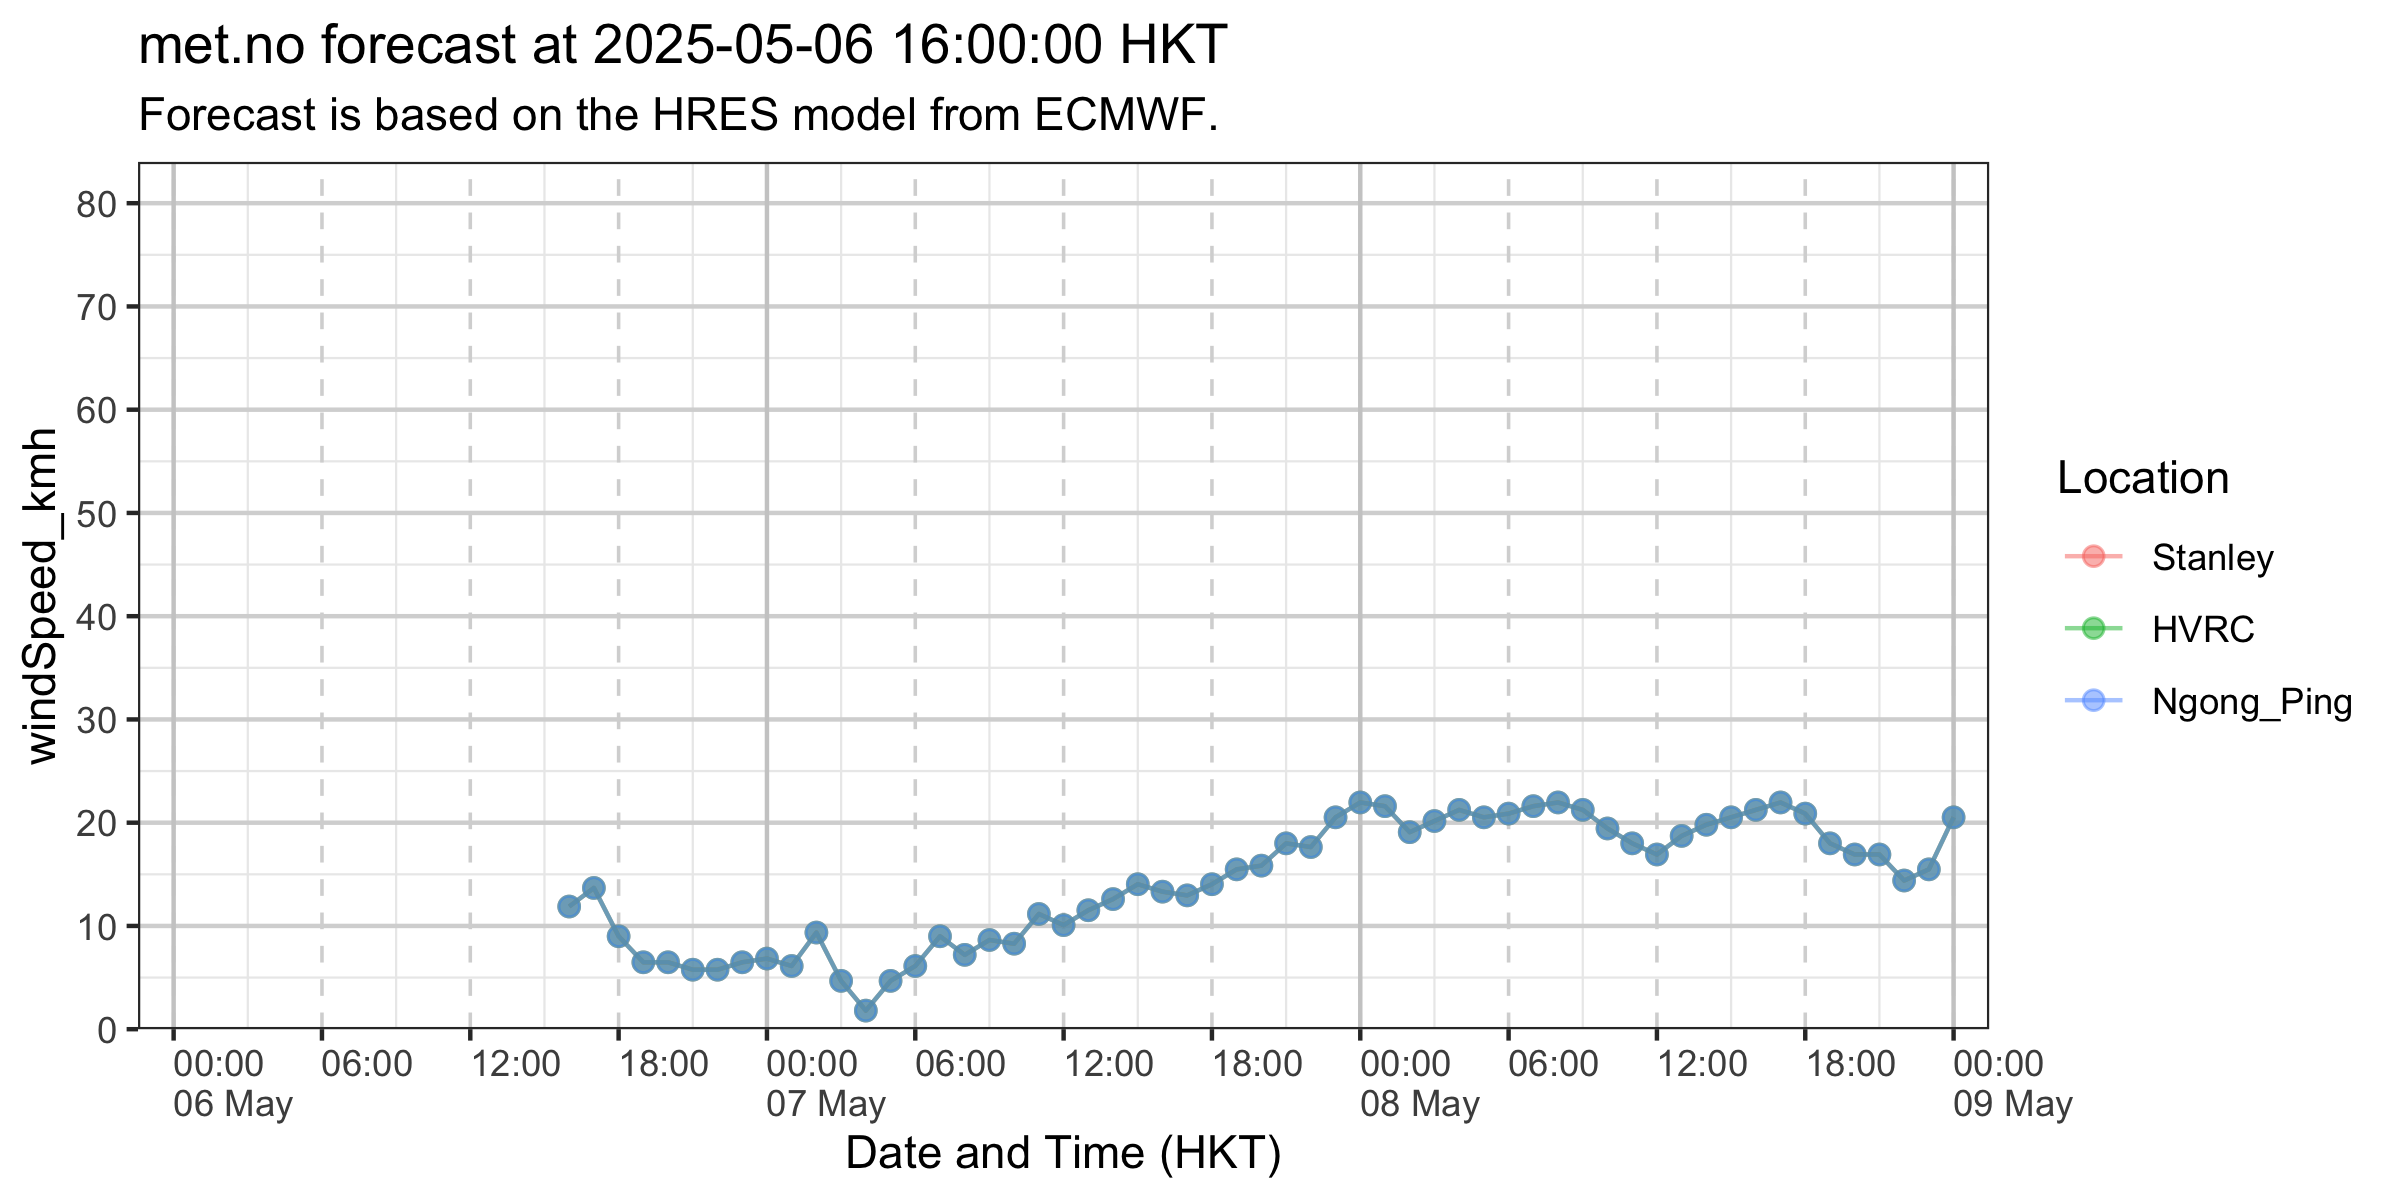 met.no forecast at 2025-05-06 16:00:00 HKT
Forecast is based on the HRES model from ECMWF.
windSpeed_kmh
80
70
60
50
40
30
20
10
0
00:00 06:00 12:00 18:00 00:00 06:00 12:00 18:00 00:00 06:00 12:00 18:00 00:00
06 May 07 May 08 May 09 May
Date and Time (HKT)
Location
Stanley
HVRC
Ngong_Ping